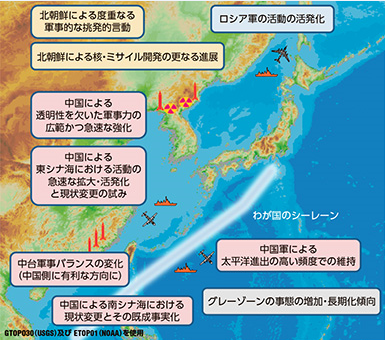 北朝鮮による度重なる
軍事的な挑発的言動
ロシア軍の活動の活発化
北朝鮮による核・ミサイル開発の更なる進展
中国による
透明性を欠いた軍事力の
広範かつ急速な強化
中国による
東シナ海における活動の
急速な拡大・活発化
と現状変更の試み
わが国のシーレーン
中台軍事バランスの変化
(中国側に有利な方向に)
中国軍による
太平洋進出の高い頻度での維持
中国による南シナ海における
現状変更とその既成事実化
グレーゾーンの事態の増加・長期化傾向
GTOPO30(USGS)及び ETOPO1(NOAA)を使用